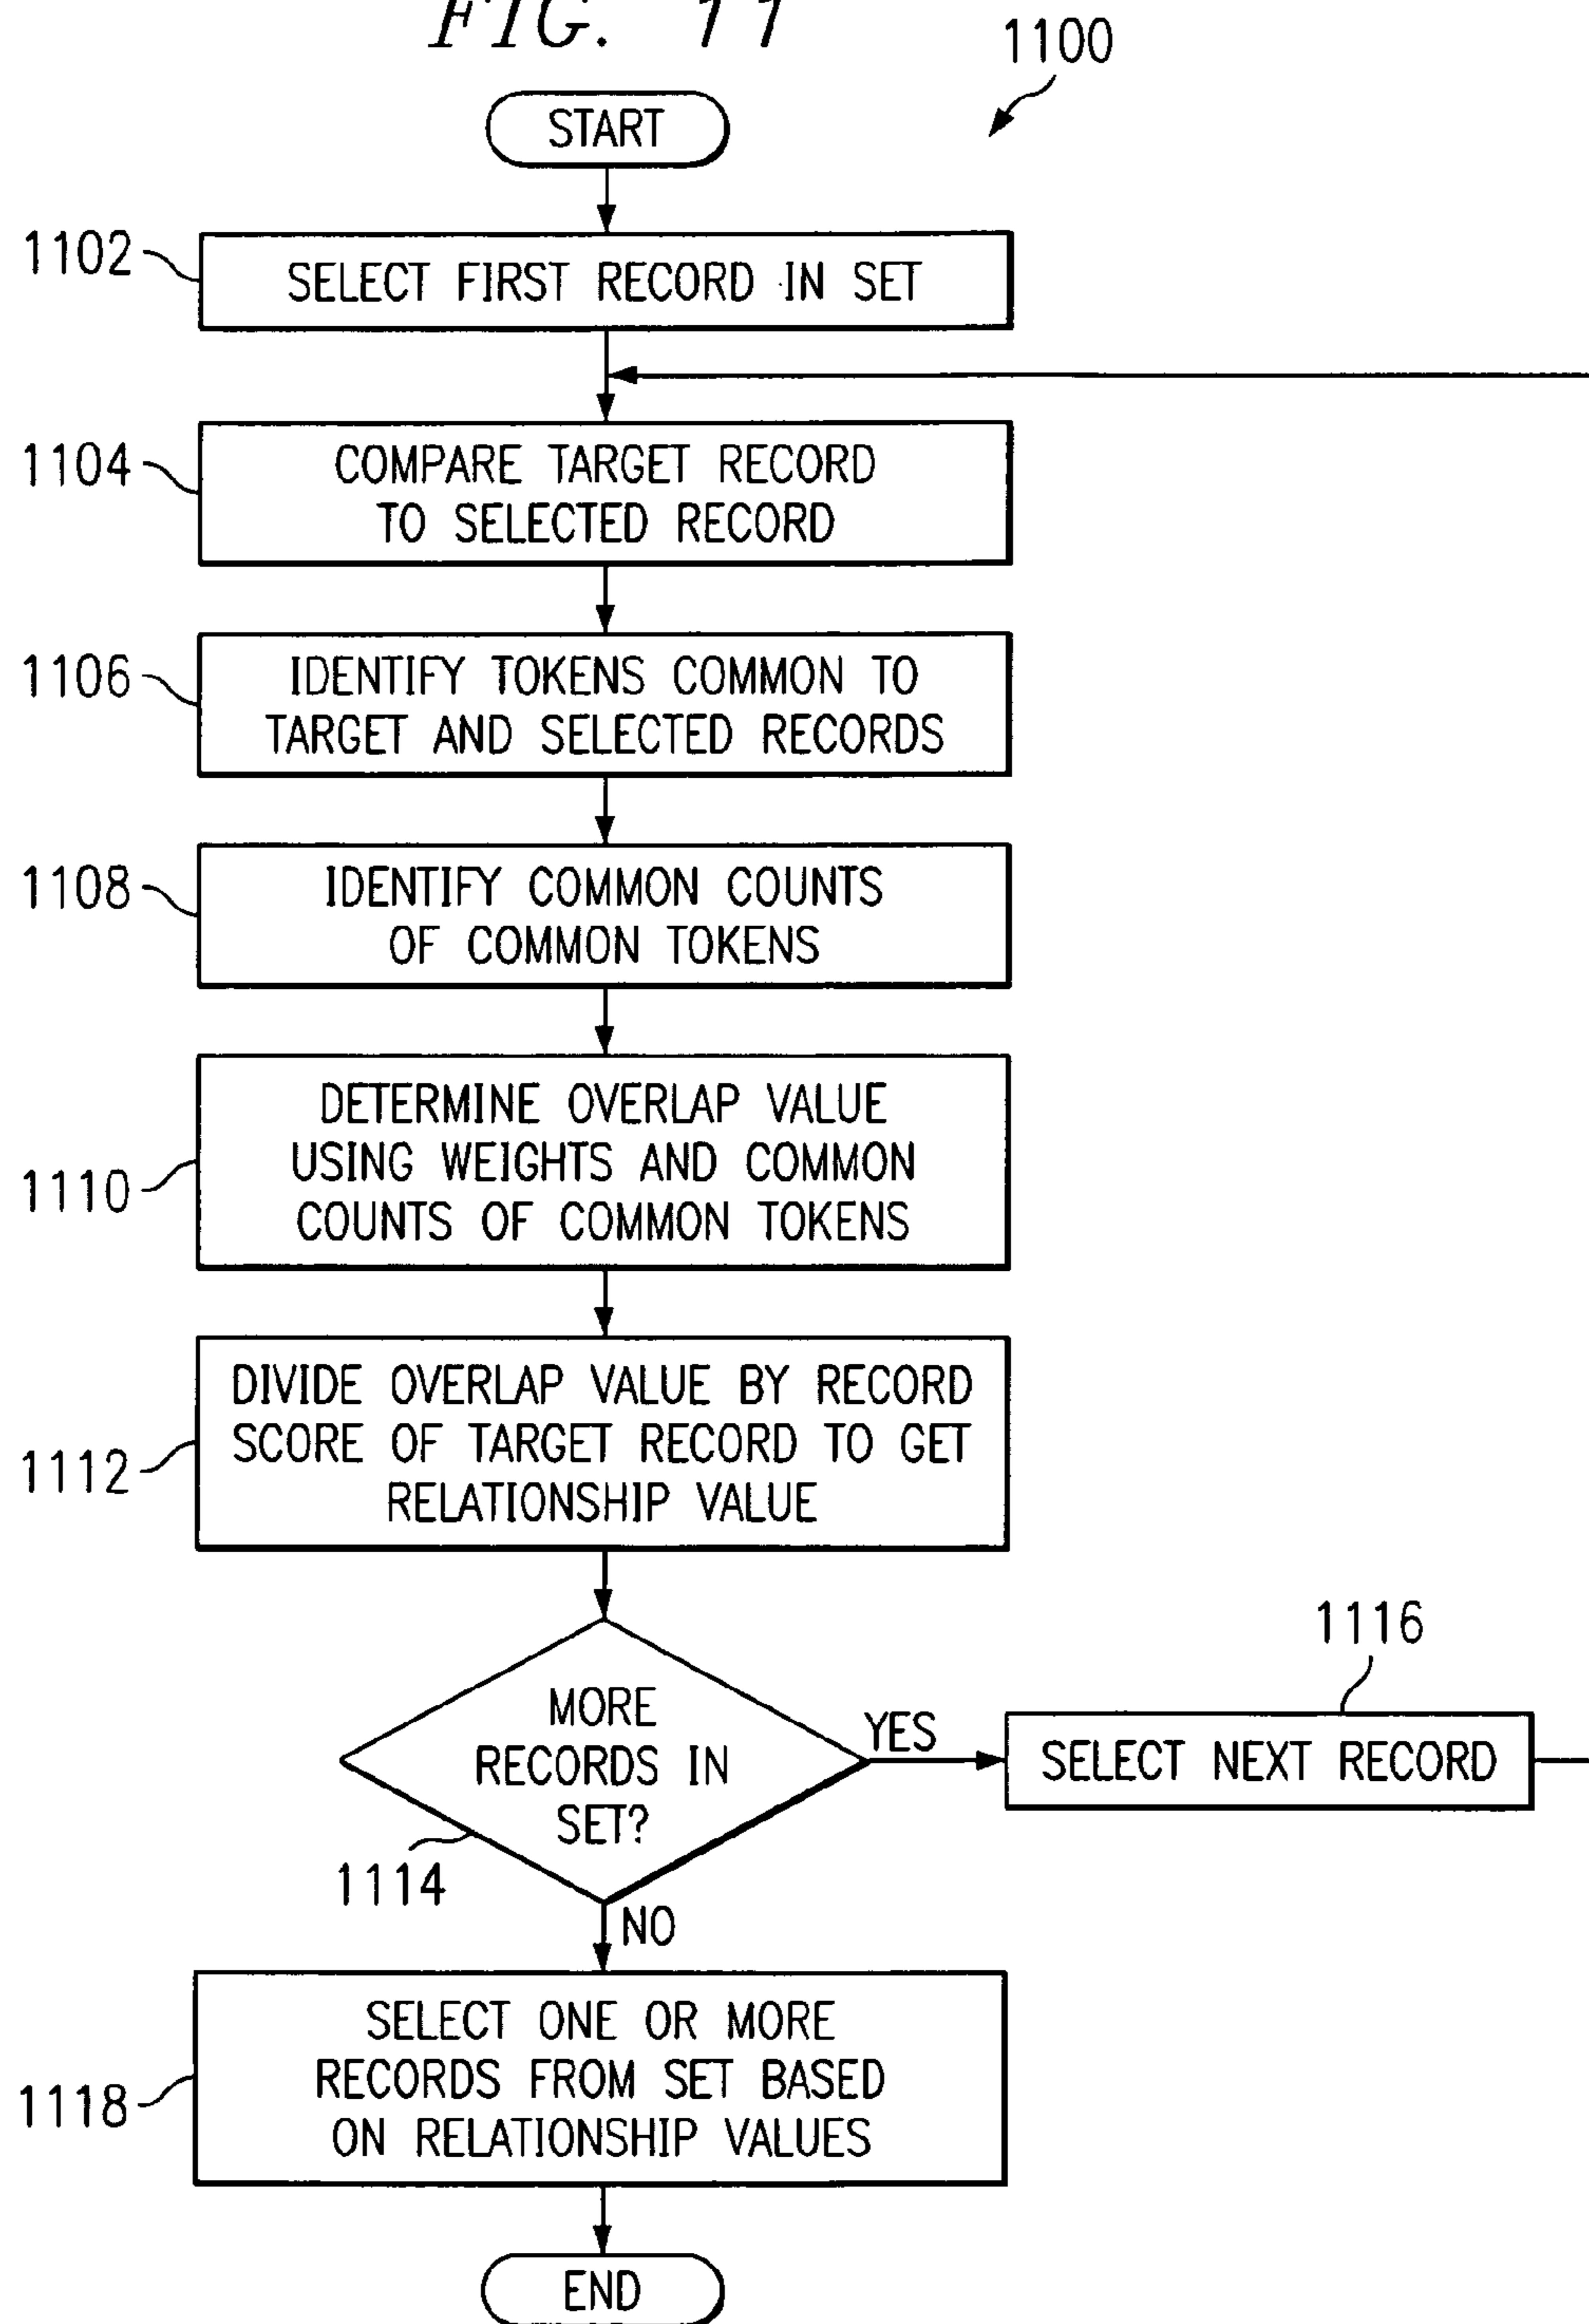 FIG. 11
1100
START
1102
SELECT FIRST RECORD IN SET
1104
COMPARE TARGET RECORD
TO SELECTED RECORD
1106
IDENTIFY TOKENS COMMON TO
TARGET AND SELECTED RECORDS
1108
IDENTIFY COMMON COUNTS
OF COMMON TOKENS
1110
DETERMINE OVERLAP VALUE
USING WEIGHTS AND COMMON
COUNTS OF COMMON TOKENS
1112
DIVIDE OVERLAP VALUE BY RECORD
SCORE OF TARGET RECORD TO GET
RELATIONSHIP VALUE
1114
MORE
RECORDS IN
SET?
YES
1116
SELECT NEXT RECORD
NO
1118
SELECT ONE OR MORE
RECORDS FROM SET BASED
ON RELATIONSHIP VALUES
END